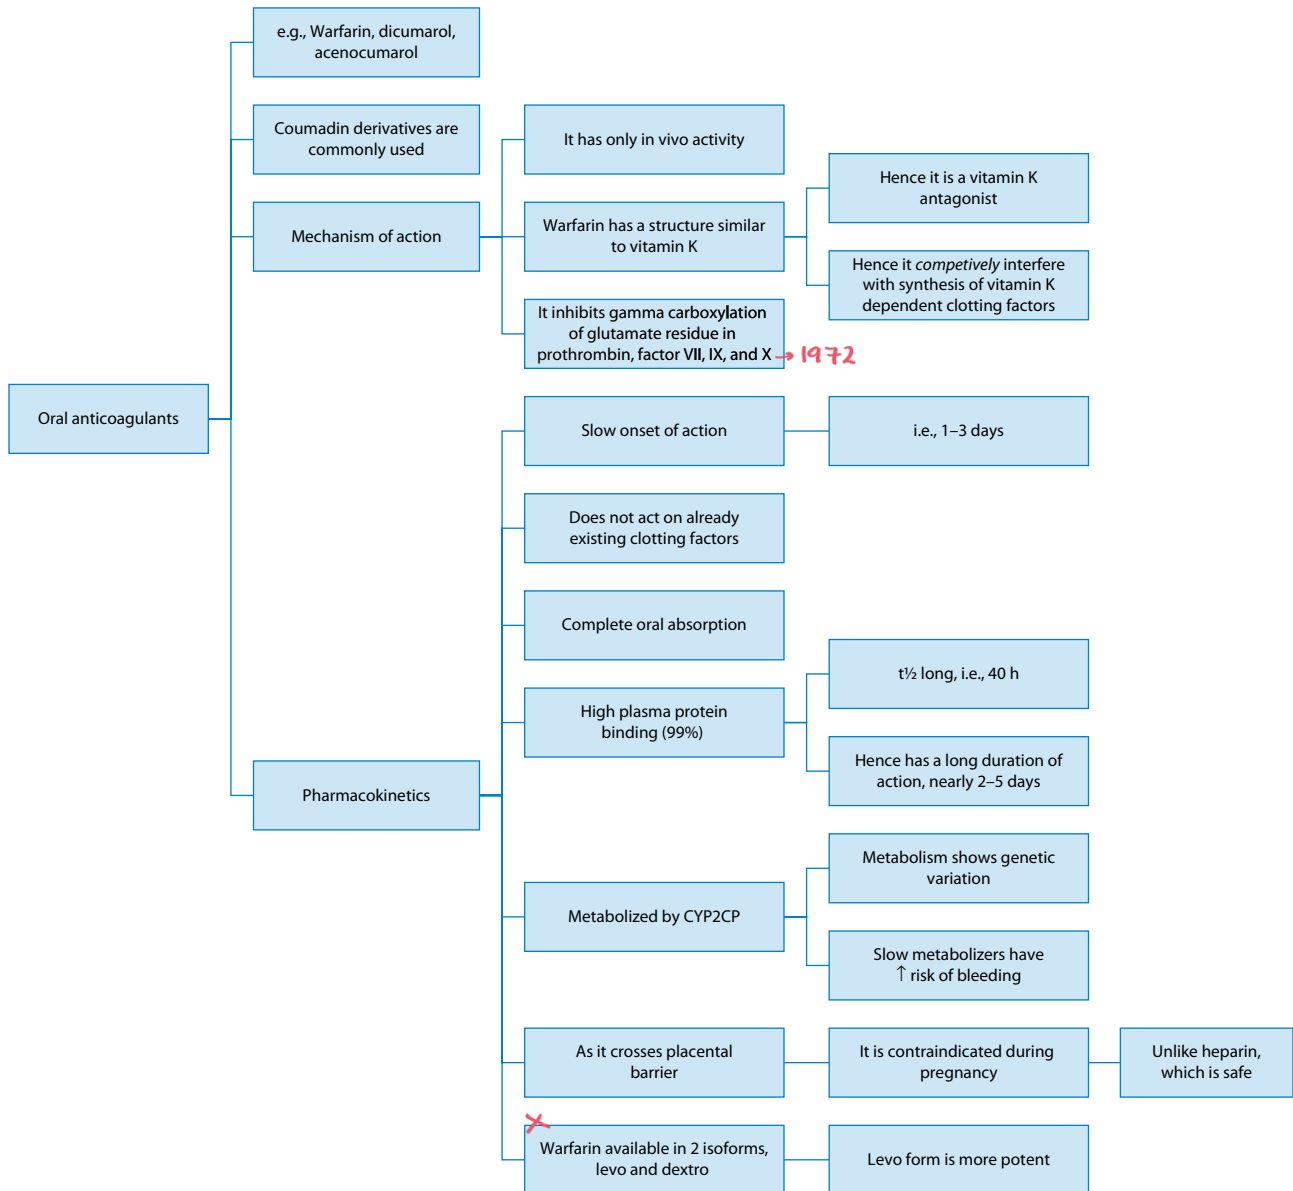 e.g., Warfarin, dicumarol,
acenocumarol
Coumadin derivatives are
commonly used
It has only in vivo activity
Hence it is a vitamin K
antagonist
Mechanism of action
Warfarin has a structure similar
to vitamin K
Hence it competively interfere
with synthesis of vitamin K
dependent clotting factors
It inhibits gamma carboxylation
of glutamate residue in
prothrombin, factor VII, IX, and X → 1972
Oral anticoagulants
Slow onset of action
i.e., 1–3 days
Does not act on already
existing clotting factors
Complete oral absorption
t½ long, i.e., 40 h
High plasma protein
binding (99%)
Hence has a long duration of
action, nearly 2–5 days
Pharmacokinetics
Metabolism shows genetic
variation
Metabolized by CYP2CP
Slow metabolizers have
↑ risk of bleeding
As it crosses placental
barrier
It is contraindicated during
pregnancy
Unlike heparin,
which is safe
Warfarin available in 2 isoforms,
levo and dextro
Levo form is more potent